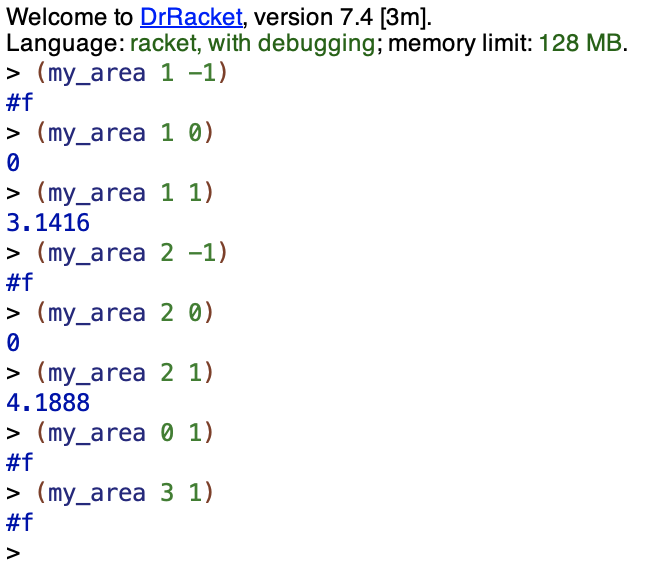 Welcome to DrRacket, version 7.4 [3m].
Language: racket, with debugging; memory limit: 128 MB.
> (my_area 1 -1)
#f
> (my_area 1 0)
0
> (my_area 1 1)
3.1416
> (my_area 2 -1)
#f
> (my_area 2 0)
0
> (my_area 2 1)
4.1888
> (my_area 0 1)
#f
> (my_area 3 1)
#f
>